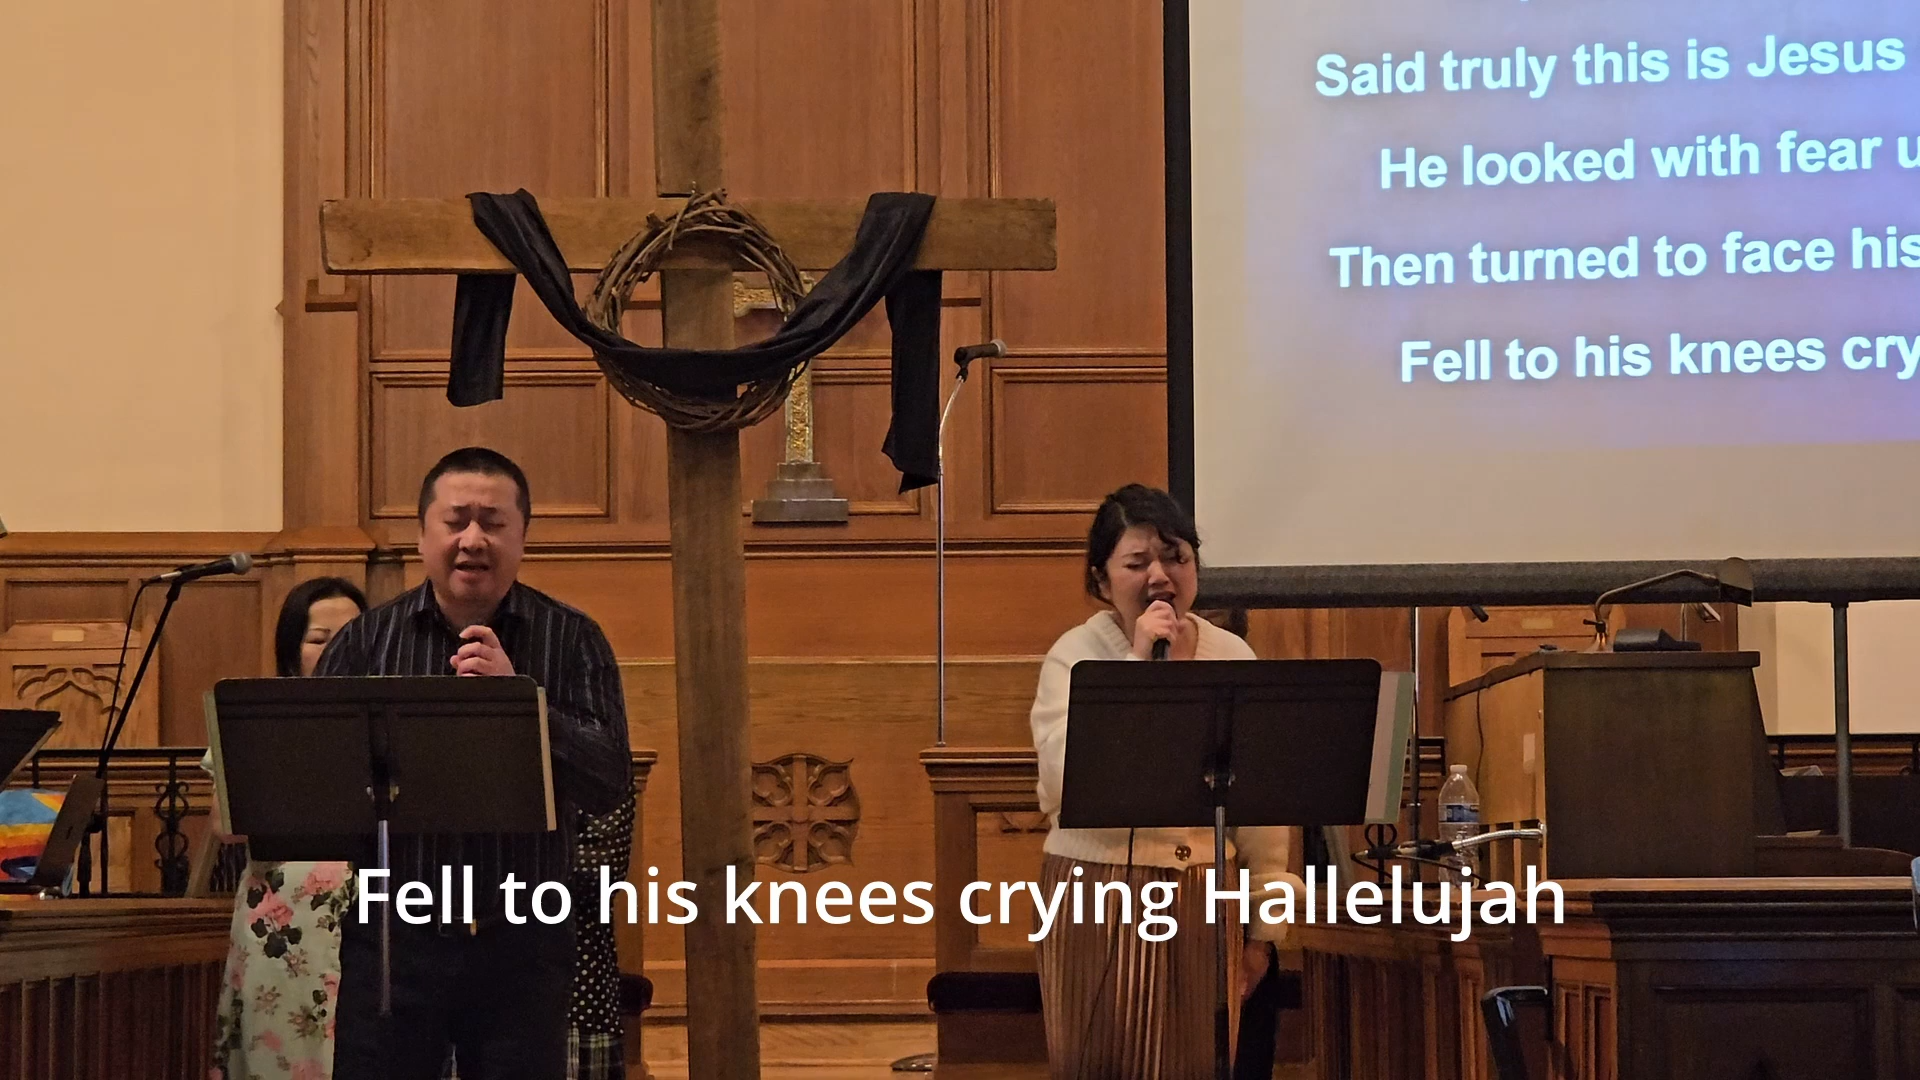 Said truly this is Jesus
He looked with fear
Then turned to face his
Fell to his knees
Fell to his knees crying Hallelujah